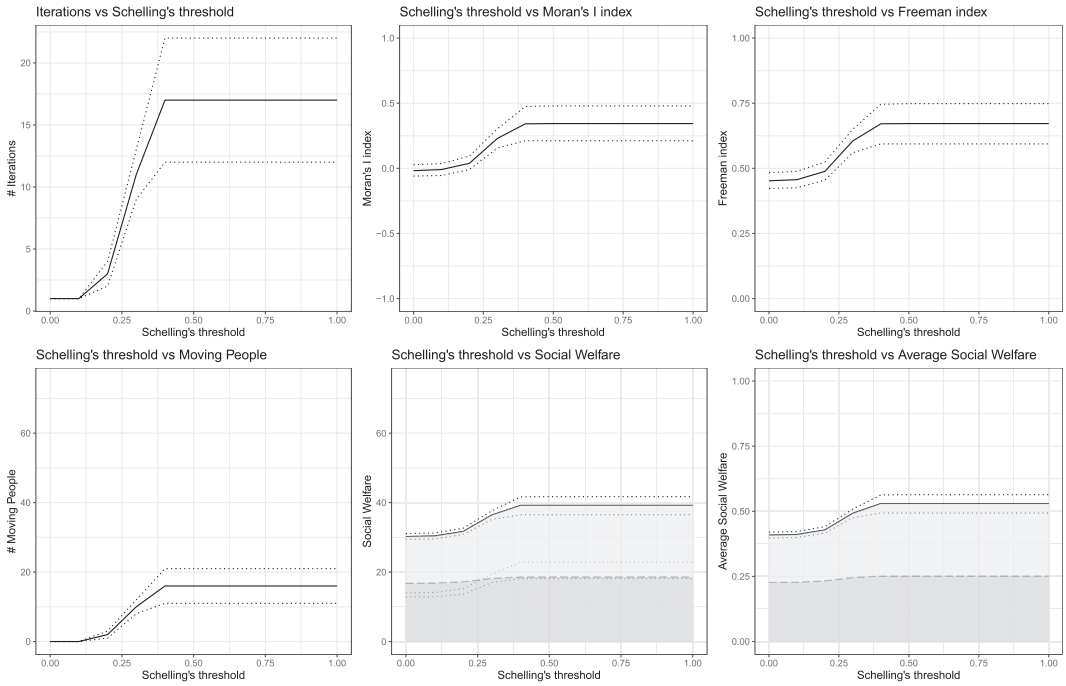 Iterations vs Schelling's threshold
# Iterations
20
15
10
5
0
0.00 0.25 0.50 0.75 1.00
Schelling's threshold
Schelling's threshold vs Moran's I index
Moran's I index
1.0
0.5
0.0
−0.5
−1.0
0.00 0.25 0.50 0.75 1.00
Schelling's threshold
Schelling's threshold vs Freeman index
Freeman index
1.00
0.75
0.50
0.25
0.00
0.00 0.25 0.50 0.75 1.00
Schelling's threshold
Schelling's threshold vs Moving People
# Moving People
60
40
20
0
0.00 0.25 0.50 0.75 1.00
Schelling's threshold
Schelling's threshold vs Social Welfare
Social Welfare
60
40
20
0
0.00 0.25 0.50 0.75 1.00
Schelling's threshold
Schelling's threshold vs Average Social Welfare
Average Social Welfare
1.00
0.75
0.50
0.25
0.00
0.00 0.25 0.50 0.75 1.00
Schelling's threshold